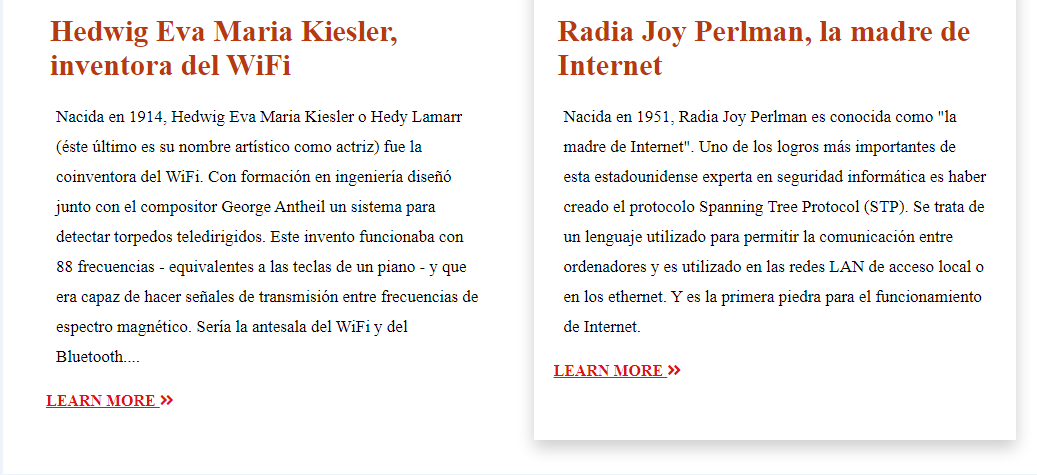 Hedwig Eva Maria Kiesler,
inventora del WiFi
Nacida en 1914, Hedwig Eva Maria Kiesler o Hedy Lamarr
(éste último es su nombre artístico como actriz) fue la
coinventora del WiFi. Con formación en ingeniería diseñó
junto con el compositor George Antheil un sistema para
detectar torpedos teledirigidos. Este invento funcionaba con
88 frecuencias - equivalentes a las teclas de un piano - y que
era capaz de hacer señales de transmisión entre frecuencias de
espectro magnético. Sería la antesala del WiFi y del
Bluetooth....
LEARN MORE »
Radia Joy Perlman, la madre de
Internet
Nacida en 1951, Radia Joy Perlman es conocida como "la
madre de Internet". Uno de los logros más importantes de
esta estadounidense experta en seguridad informática es haber
creado el protocolo Spanning Tree Protocol (STP). Se trata de
un lenguaje utilizado para permitir la comunicación entre
ordenadores y es utilizado en las redes LAN de acceso local o
en los ethernet. Y es la primera piedra para el funcionamiento
de Internet.
LEARN MORE »